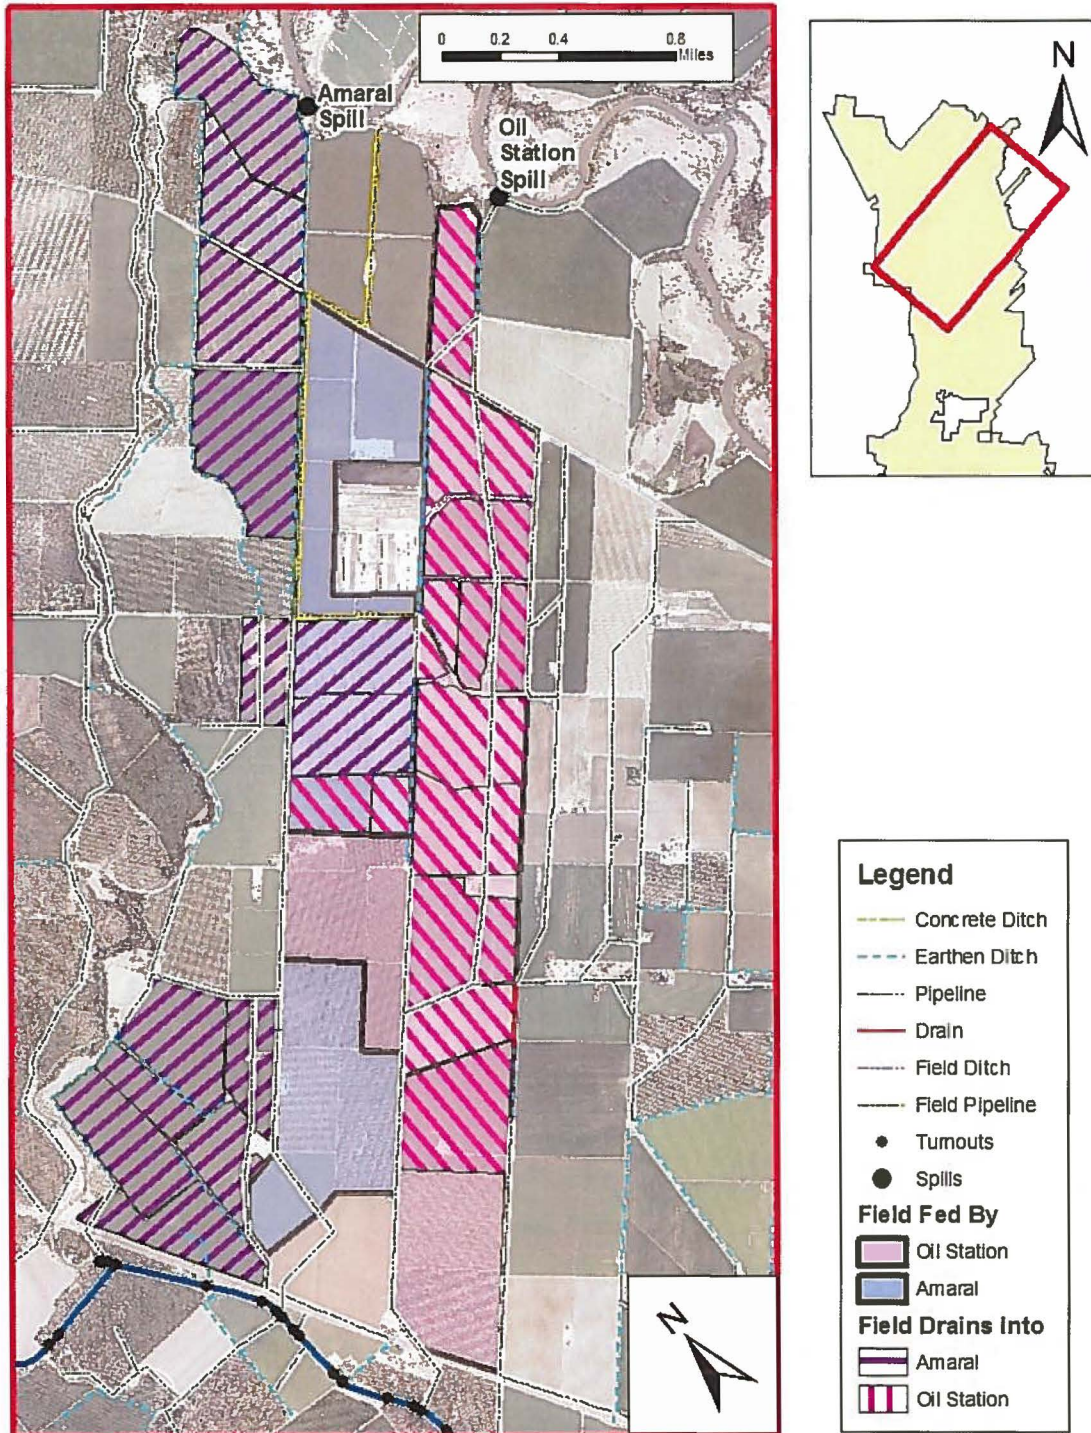 0 0.2 0.4 0.8
Miles
Amaral
Spill
Oil
Station
Spill
N
N
Legend
Concrete Ditch
Earthen Ditch
Pipeline
Drain
Field Ditch
Field Pipeline
Turnouts
Spills
Field Fed By
Oil Station
Amaral
Field Drains Into
Amaral
Oil Station